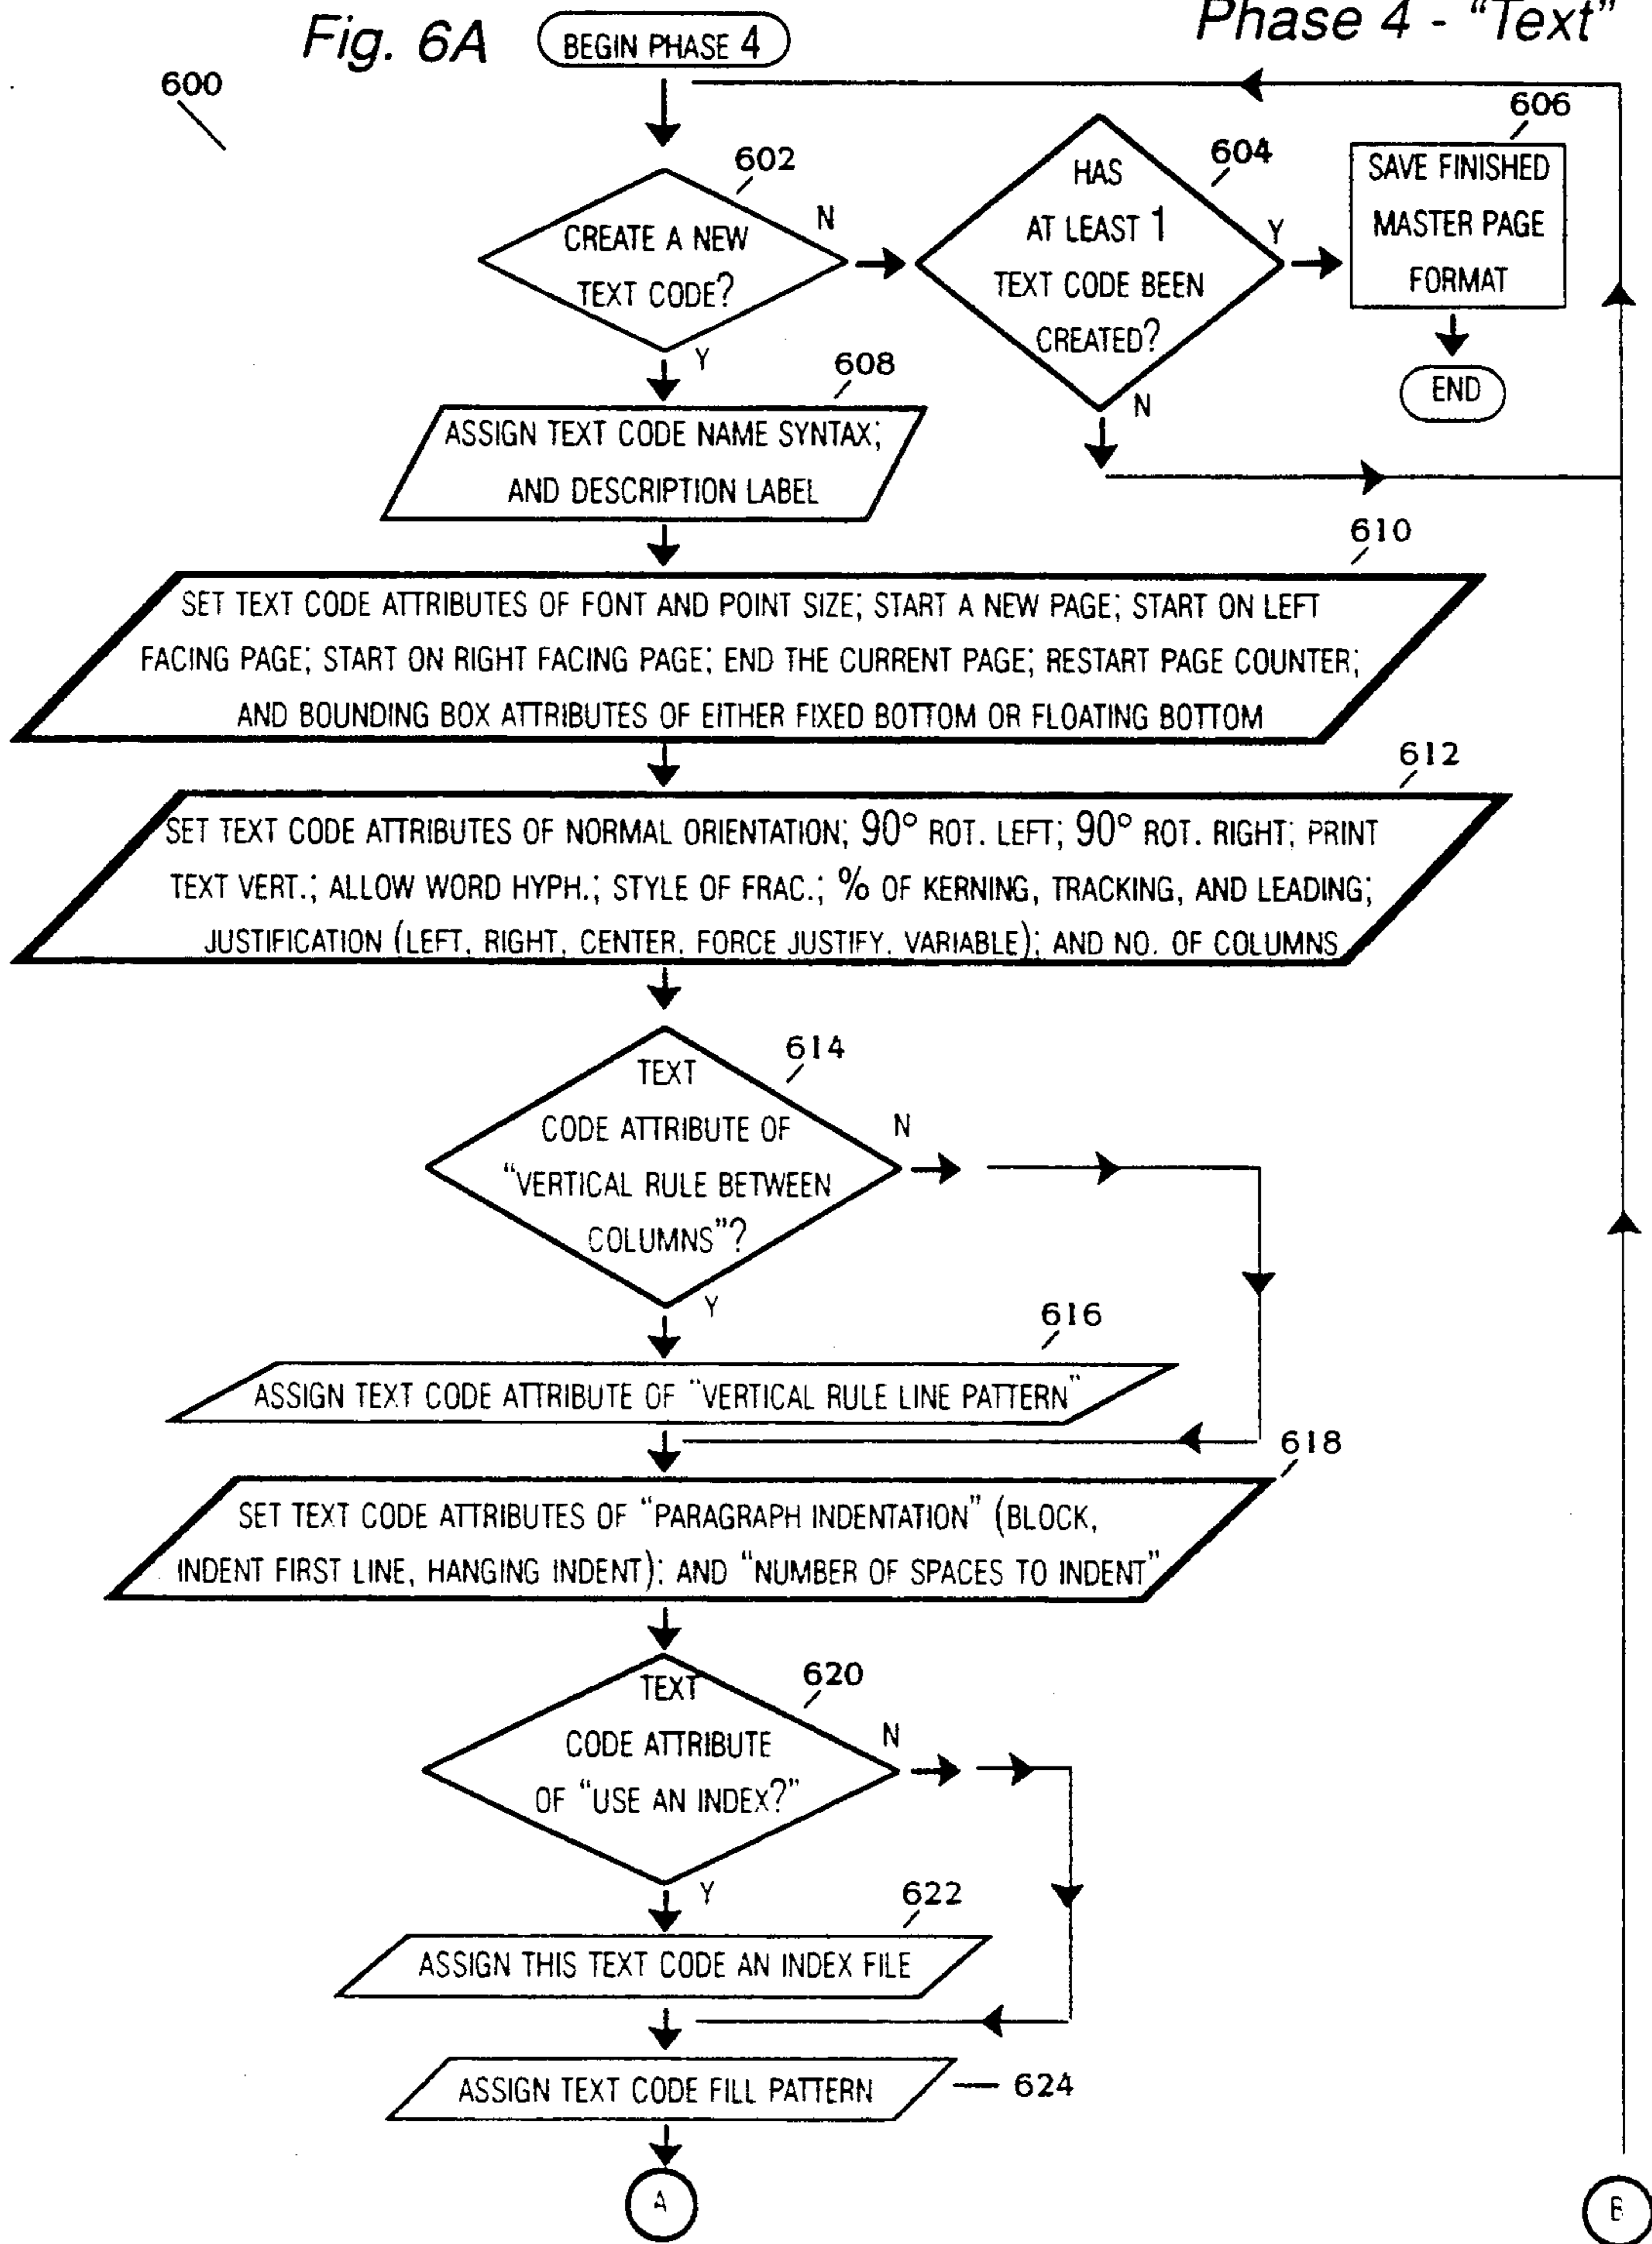 Fig. 6A
BEGIN PHASE 4
Phase 4 - “Text”
600
602
CREATE A NEW
TEXT CODE?
N
Y
604
HAS
AT LEAST 1
TEXT CODE BEEN
CREATED?
Y
N
606
SAVE FINISHED
MASTER PAGE
FORMAT
END
608
ASSIGN TEXT CODE NAME SYNTAX;
AND DESCRIPTION LABEL
610
SET TEXT CODE ATTRIBUTES OF FONT AND POINT SIZE; START A NEW PAGE; START ON LEFT
FACING PAGE; START ON RIGHT FACING PAGE; END THE CURRENT PAGE; RESTART PAGE COUNTER;
AND BOUNDING BOX ATTRIBUTES OF EITHER FIXED BOTTOM OR FLOATING BOTTOM
612
SET TEXT CODE ATTRIBUTES OF NORMAL ORIENTATION; 90° ROT. LEFT; 90° ROT. RIGHT; PRINT
TEXT VERT.; ALLOW WORD HYPH.; STYLE OF FRAC.; % OF KERNING, TRACKING, AND LEADING;
JUSTIFICATION (LEFT, RIGHT, CENTER, FORCE JUSTIFY, VARIABLE); AND NO. OF COLUMNS
614
TEXT
CODE ATTRIBUTE OF
“VERTICAL RULE BETWEEN
COLUMNS”?
N
Y
616
ASSIGN TEXT CODE ATTRIBUTE OF “VERTICAL RULE LINE PATTERN”
618
SET TEXT CODE ATTRIBUTES OF “PARAGRAPH INDENTATION” (BLOCK,
INDENT FIRST LINE, HANGING INDENT); AND “NUMBER OF SPACES TO INDENT”
620
TEXT
CODE ATTRIBUTE
OF “USE AN INDEX?”
N
Y
622
ASSIGN THIS TEXT CODE AN INDEX FILE
ASSIGN TEXT CODE FILL PATTERN
624
A
B